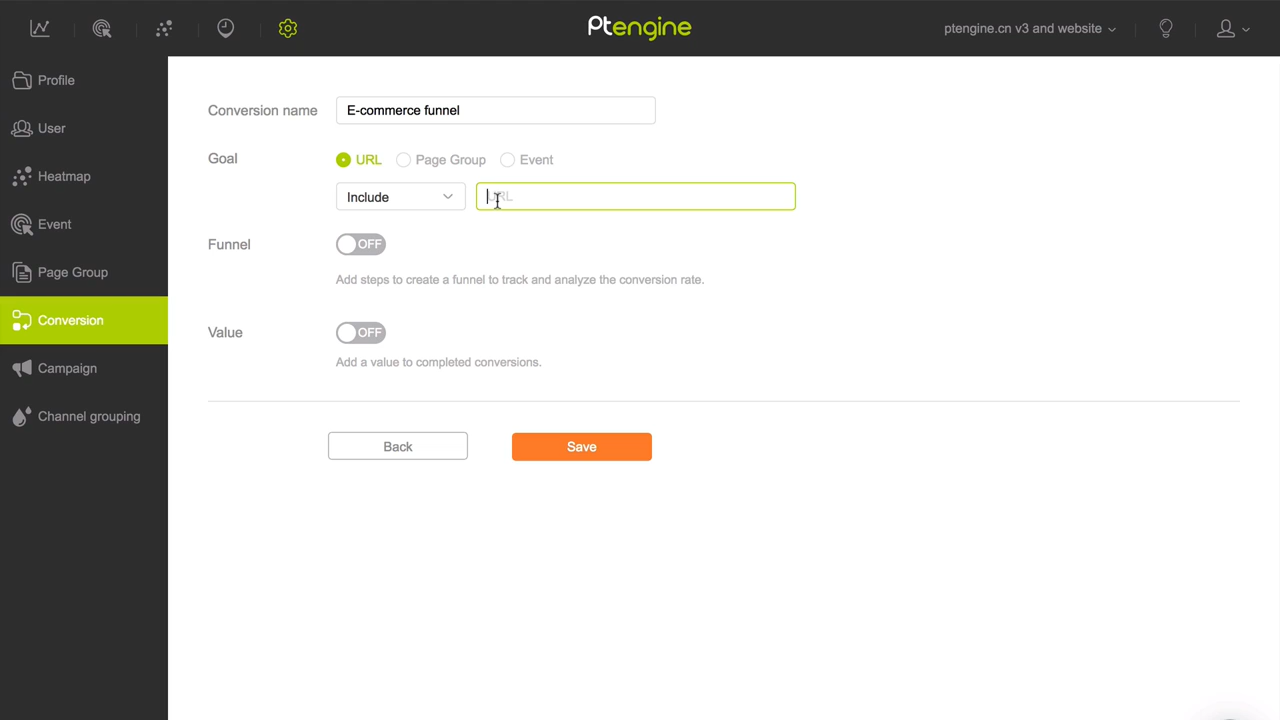 Ptengine
ptengine.cn v3 and website
Profile
User
Heatmap
Event
Page Group
Conversion
Campaign
Channel grouping
Conversion name
E-commerce funnel
Goal
URL Page Group Event
Include
URL
Funnel
OFF
Add steps to create a funnel to track and analyze the conversion rate.
Value
OFF
Add a value to completed conversions.
Back
Save